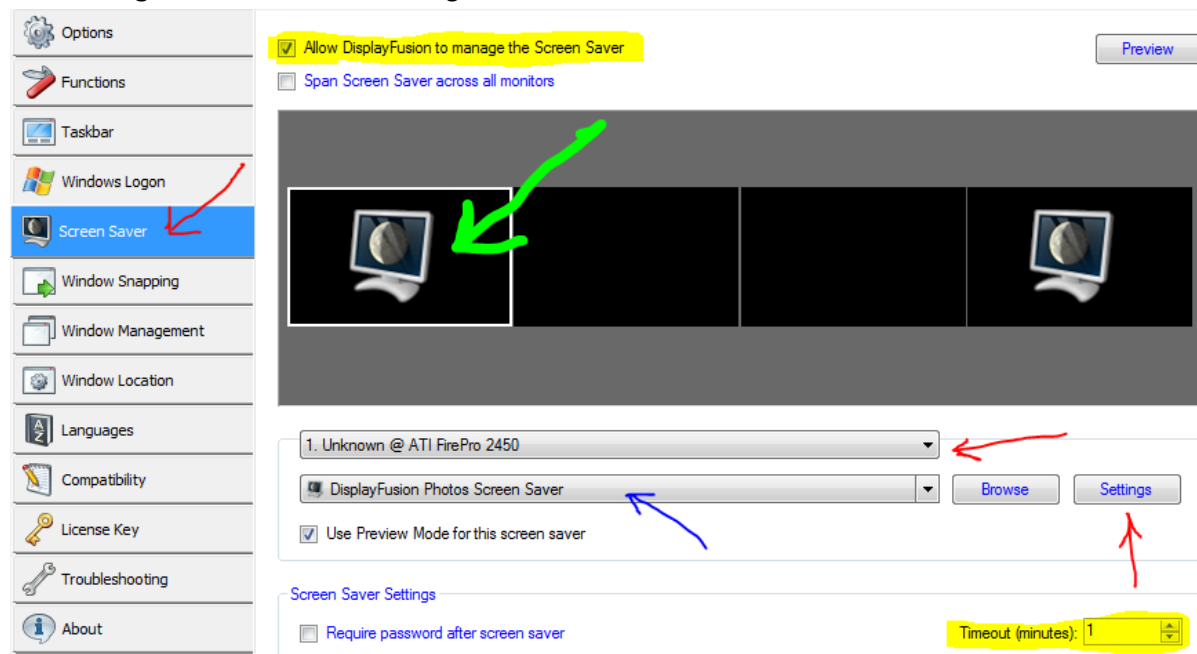 Options
Functions
Taskbar
Windows Logon
Screen Saver
Window Snapping
Window Management
Window Location
Languages
Compatibility
License Key
Troubleshooting
About
Allow DisplayFusion to manage the Screen Saver
Preview
Span Screen Saver across all monitors
1. Unknown @ ATI FirePro 2450
DisplayFusion Photos Screen Saver
Browse
Settings
Use Preview Mode for this screen saver
Screen Saver Settings
Require password after screen saver
Timeout (minutes): 1